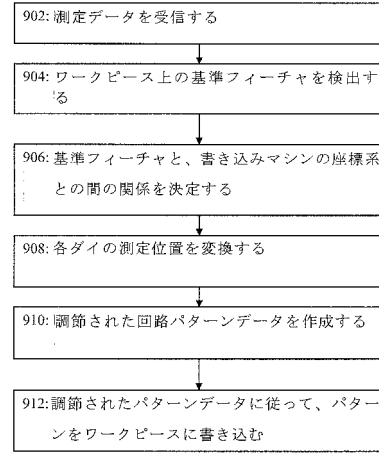 902: 測定データを受信する
904: ワークピース上の基準フィーチャを検出す
る
906: 基準フィーチャと、書き込みマシンの座標系
との間の関係を決定する
908: 各ダイの測定位置を変換する
910: 調節された回路パターンデータを作成する
912: 調節されたパターンデータに従って、パター
ンをワークピースに書き込む